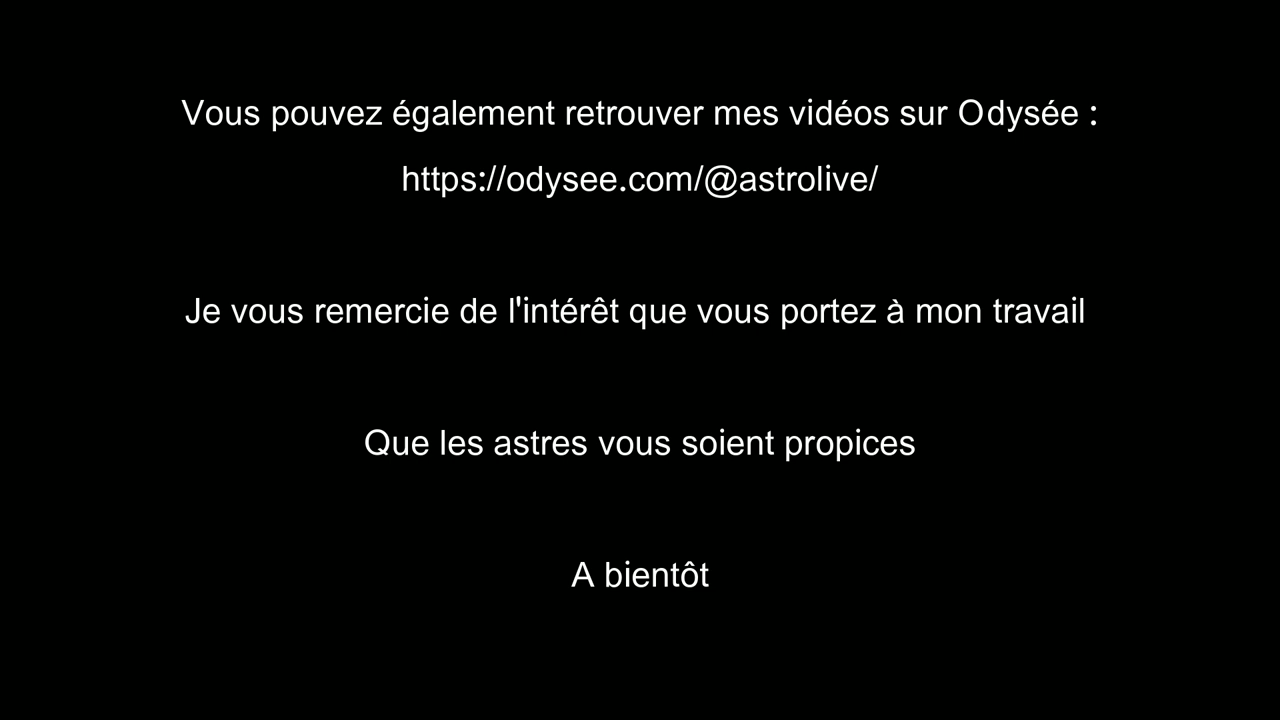 Vous pouvez également retrouver mes vidéos sur Odysée :
https://odysee.com/@astrolive/
Je vous remercie de l'intérêt que vous portez à mon travail
Que les astres vous soient propices
A bientôt